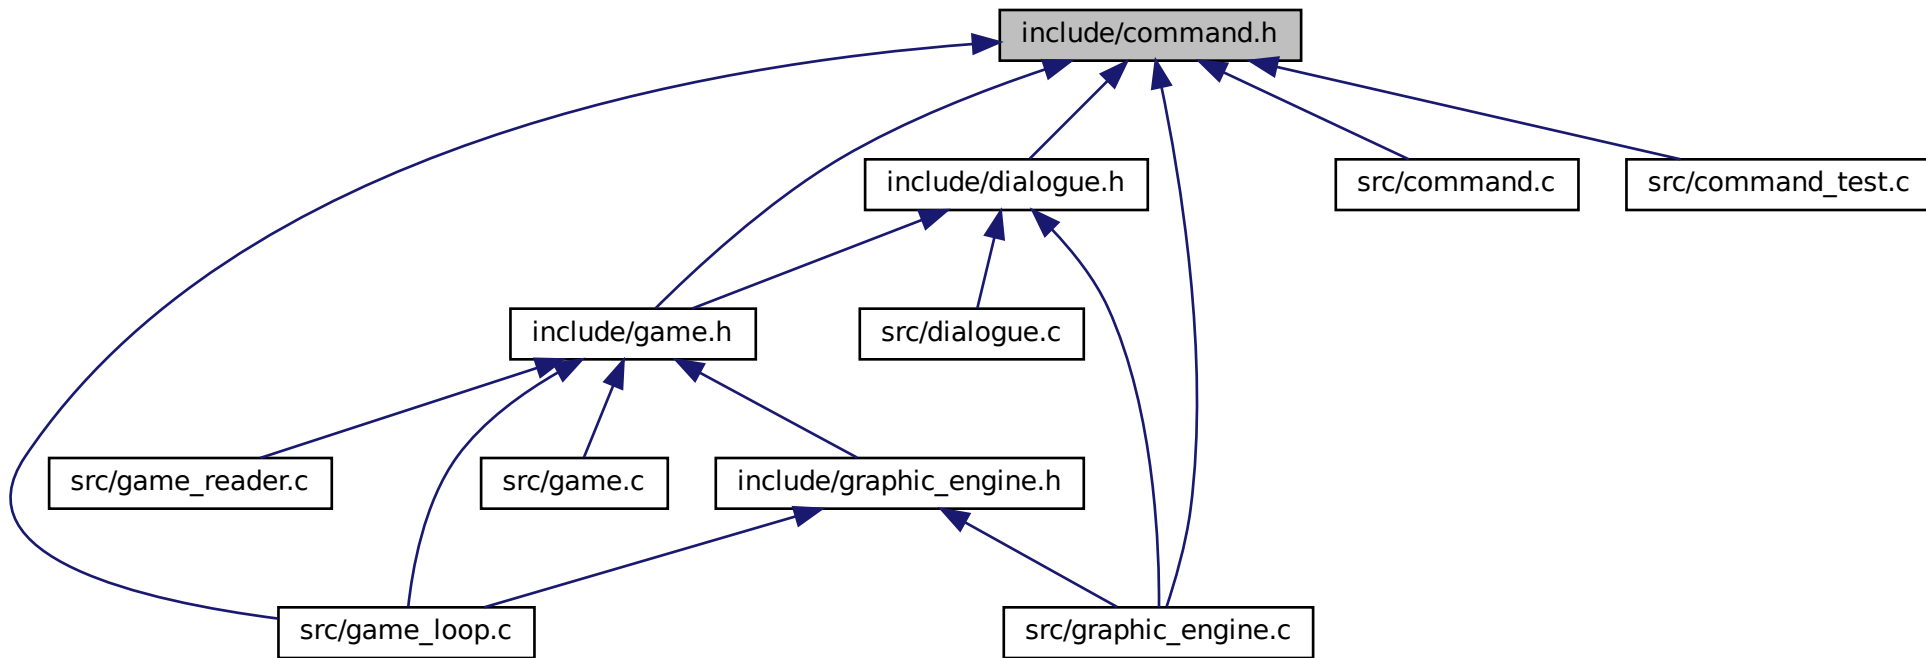 include/command.h
include/dialogue.h
src/command.c
src/command_test.c
include/game.h
src/dialogue.c
src/game_reader.c
src/game.c
include/graphic_engine.h
src/game_loop.c
src/graphic_engine.c